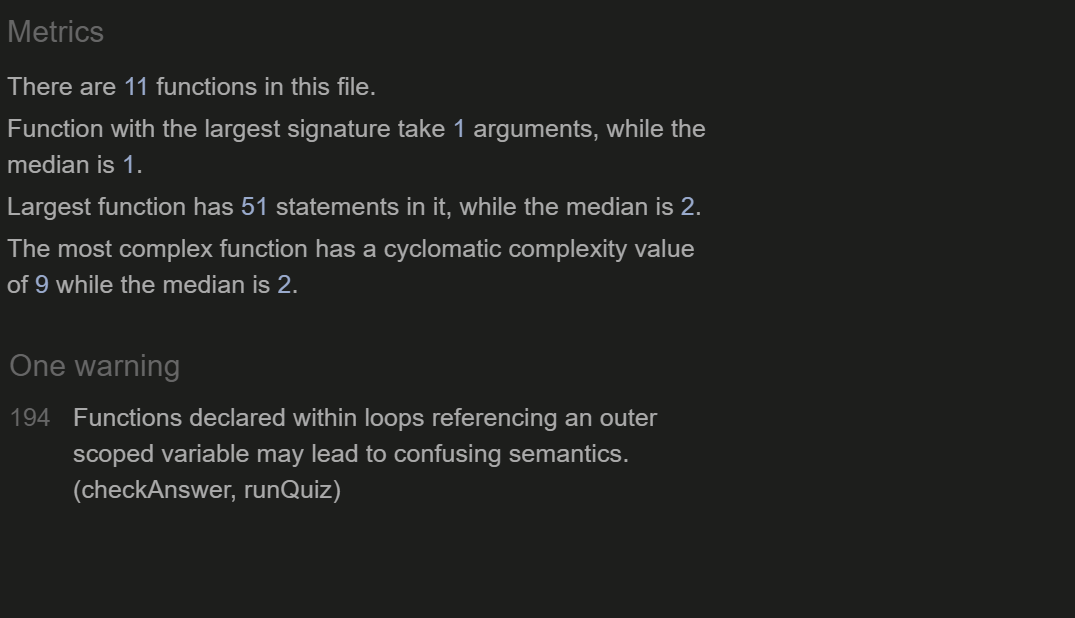 Metrics
There are 11 functions in this file.
Function with the largest signature take 1 arguments, while the
median is 1.
Largest function has 51 statements in it, while the median is 2.
The most complex function has a cyclomatic complexity value
of 9 while the median is 2.
One warning
194 Functions declared within loops referencing an outer
scoped variable may lead to confusing semantics.
(checkAnswer, runQuiz)